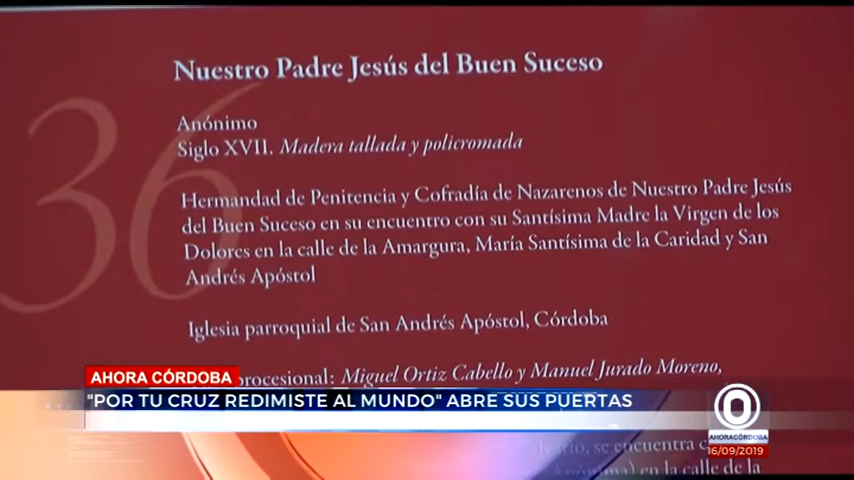 36
Nuestro Padre Jesús del Buen Suceso
Anónimo
Siglo XVII. Madera tallada y policromada
Hermandad de Penitencia y Cofradía de Nazarenos de Nuestro Padre Jesús
del Buen Suceso en su encuentro con su Santísima Madre la Virgen de los
Dolores en la calle de la Amargura, María Santísima de la Caridad y San
Andrés Apóstol
Iglesia parroquial de San Andrés Apóstol, Córdoba
procesional: Miguel Ortiz Cabello y Manuel Jurado Moreno,
AHORA CÓRDOBA
"POR TU CRUZ REDIMISTE AL MUNDO" ABRE SUS PUERTAS
AHORACÓRDOBA
16/09/2019
se encuentra
en la calle de la